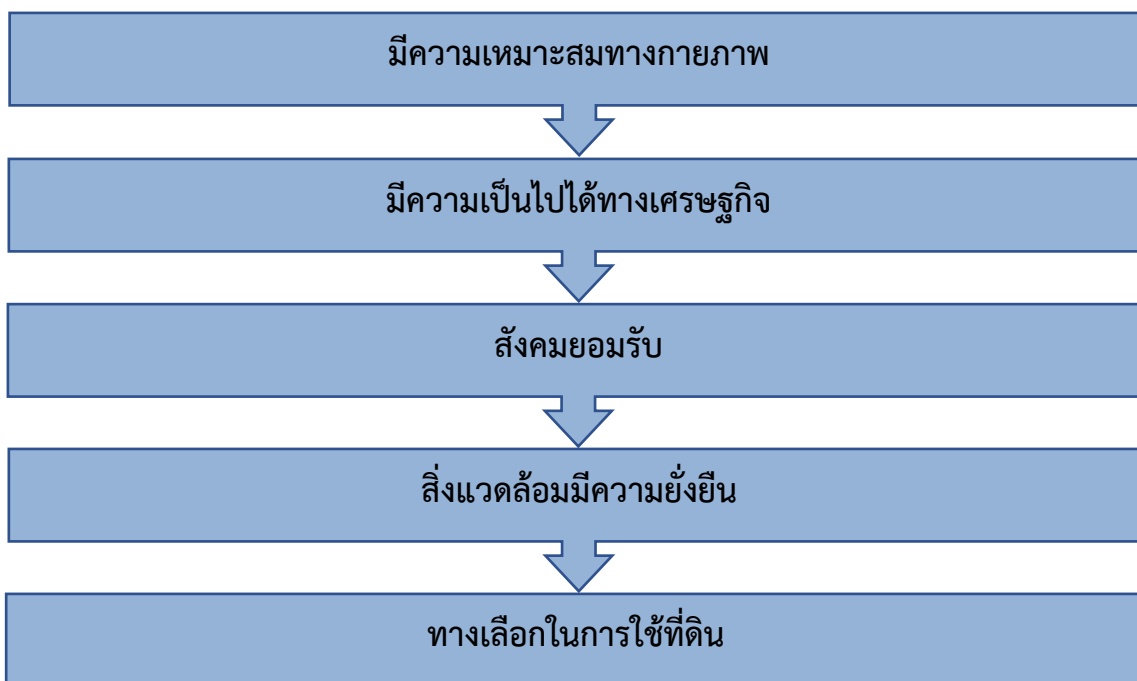 มีความเหมาะสมทางกายภาพ
มีความเป็นไปได้ทางเศรษฐกิจ
สังคมยอมรับ
สิ่งแวดล้อมมีความยั่งยืน
ทางเลือกในการใช้ที่ดิน